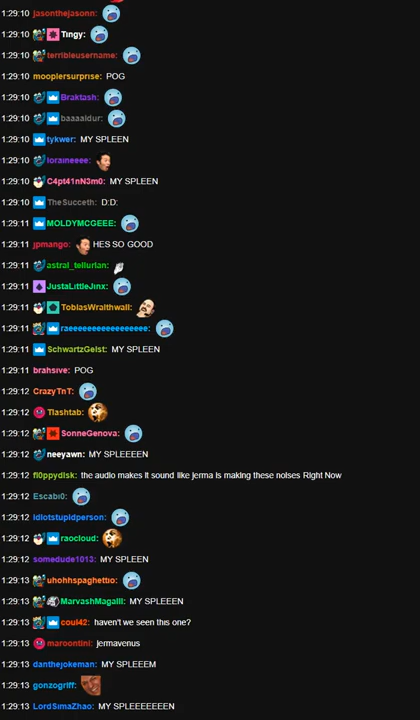 1:29:10 jasonthejasonn:
1:29:10 Tingy:
1:29:10 terribleusername:
1:29:10 mooplersurprise: POG
1:29:10 Braktash:
1:29:10 baaaaldur:
1:29:10 tykwer: MY SPLEEN
1:29:10 loraineeee:
1:29:10 C4pt41nN3m0: MY SPLEEN
1:29:10 TheSucceth: D:D:
1:29:11 MOLDYMCGEEE:
1:29:11 jpmango: HES SO GOOD
1:29:11 astral_tellurian:
1:29:11 JustaLittleJinx:
1:29:11 TobiasWraithwall:
1:29:11 raeeeeeeeeeeeeeeeee:
1:29:11 SchwartzGeist: MY SPLEEN
1:29:11 brahsive: POG
1:29:12 CrazyTnT:
1:29:12 Tlashtab:
1:29:12 SonneGenova:
1:29:12 neeyawn: MY SPLEEEEN
1:29:12 fl0ppydisk: the audio makes it sound like jerma is making these noises Right Now
1:29:12 Escabi0:
1:29:12 idiotstupidperson:
1:29:12 raocloud:
1:29:12 somedude1013: MY SPLEEN
1:29:13 uhohhspaghettio:
1:29:13 MarvashMagalli: MY SPLEEEN
1:29:13 coul42: haven't we seen this one?
1:29:13 maroontini: jermavenus
1:29:13 danthejokeman: MY SPLEEEM
1:29:13 gonzogriff:
1:29:13 LordSimaZhao: MY SPLEEEEEEEEN